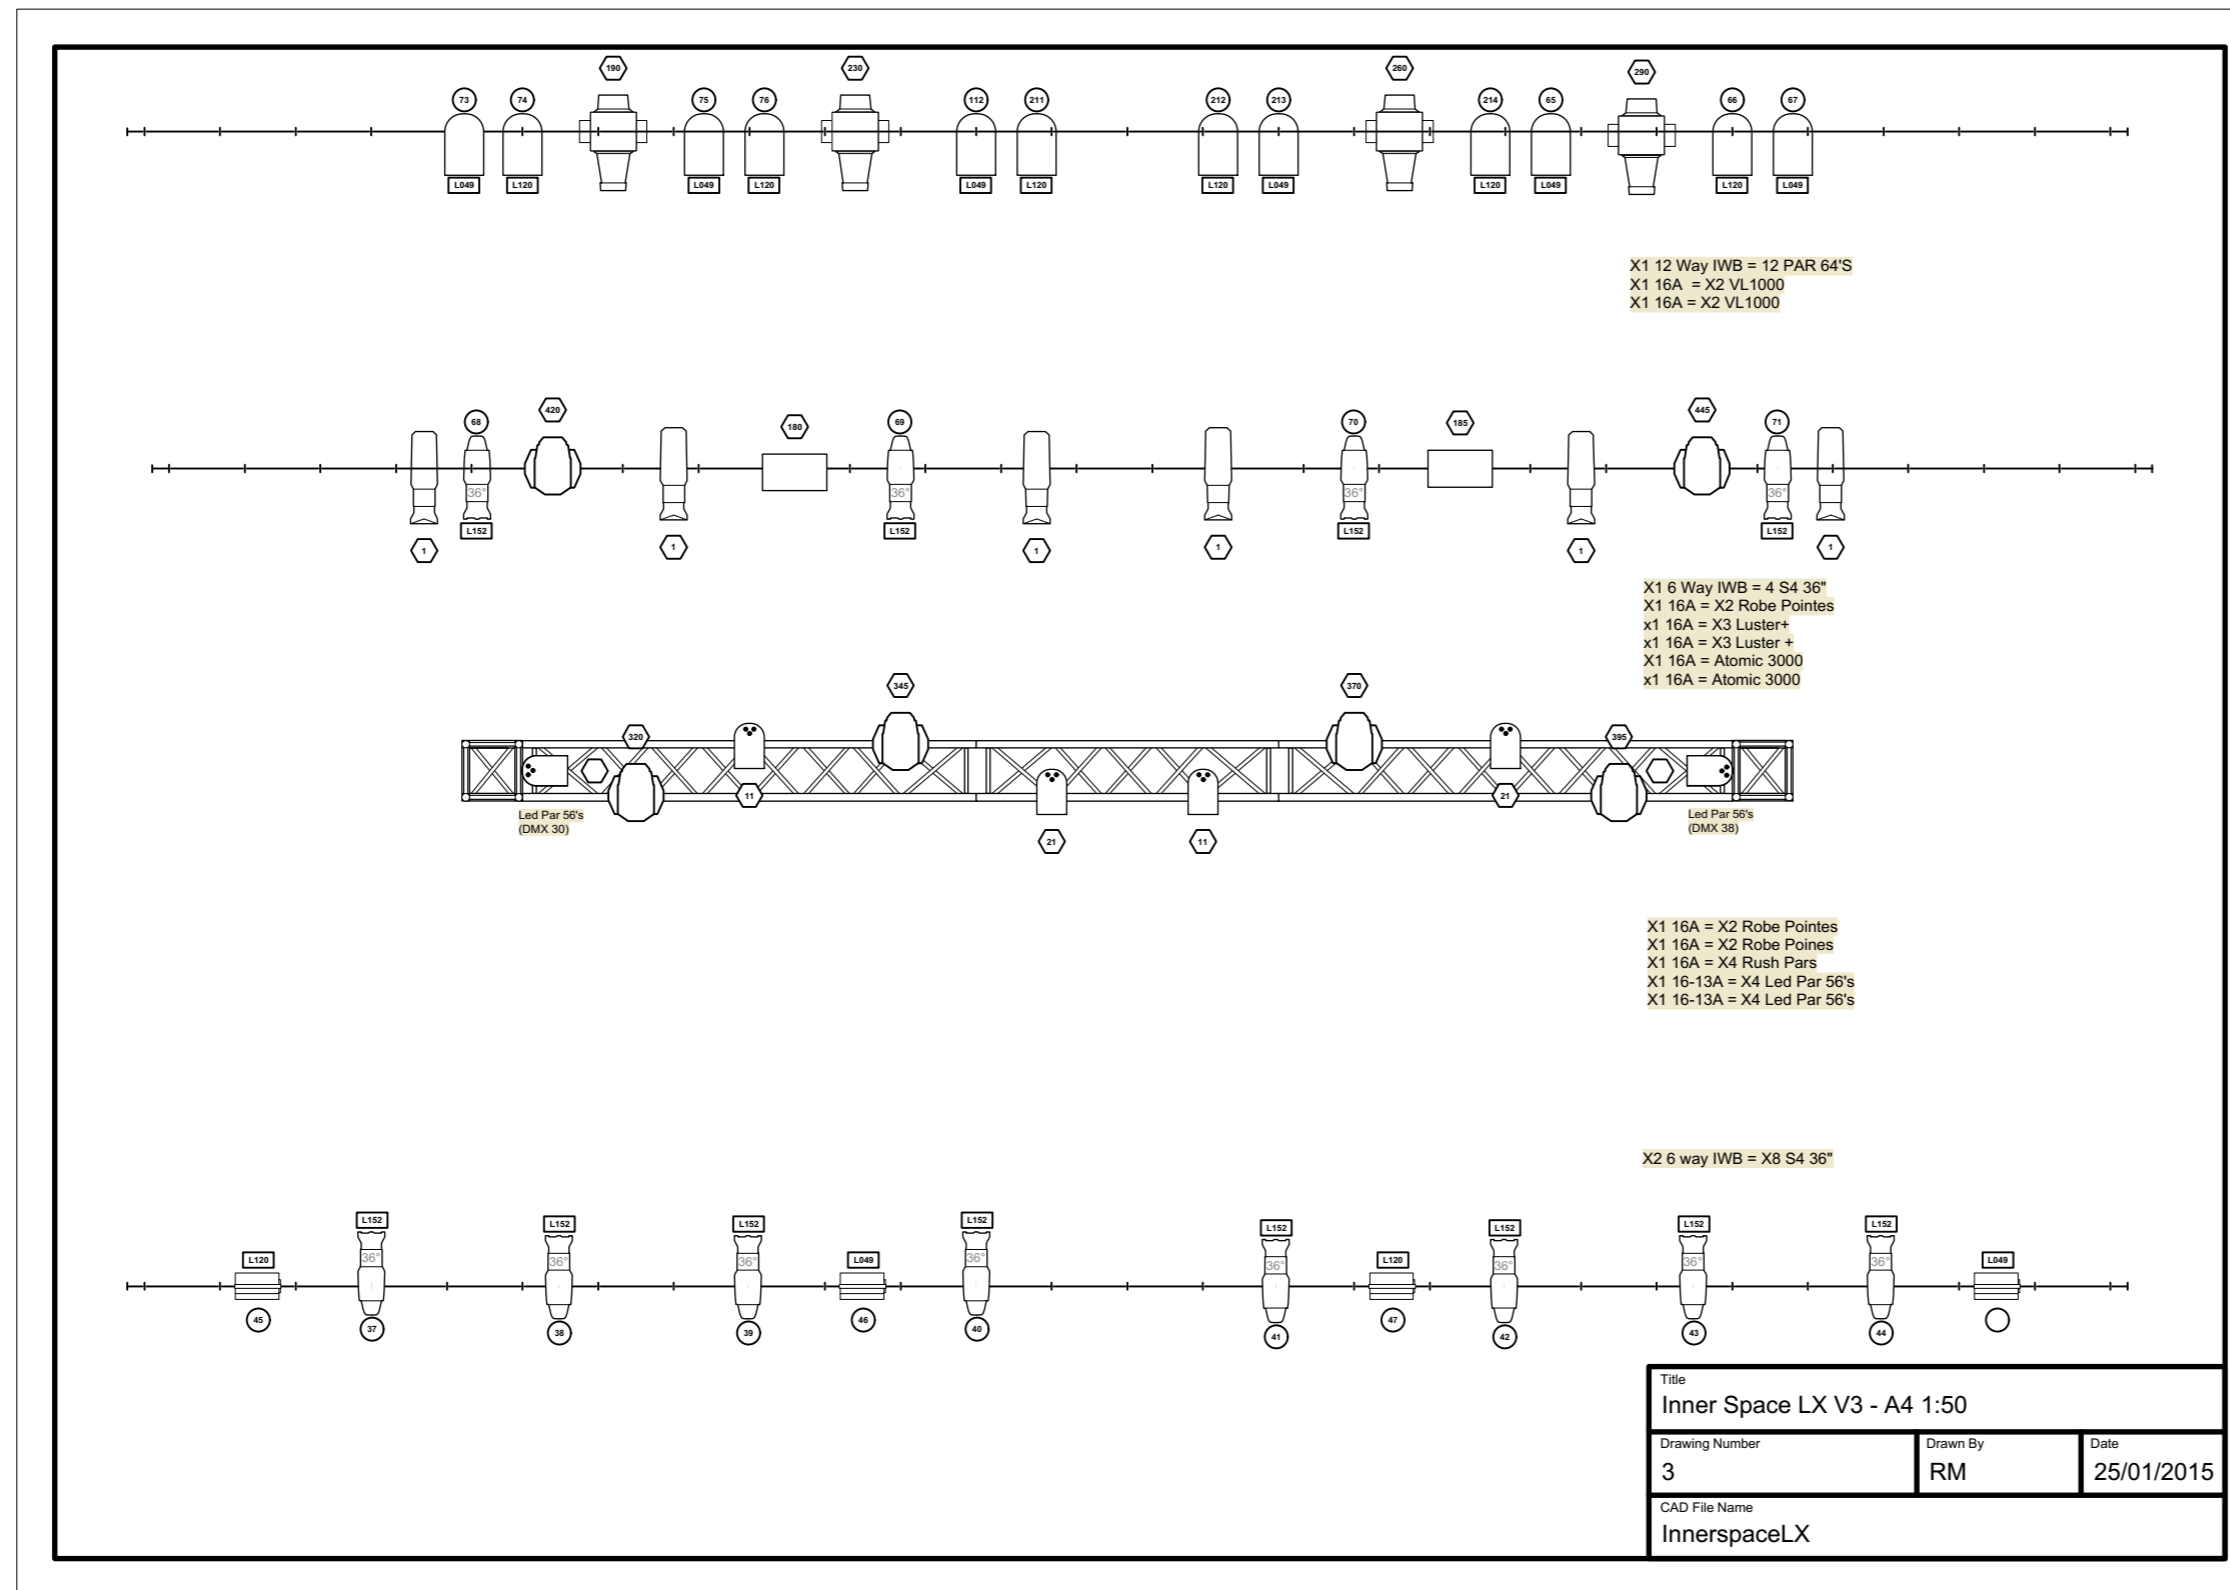 190 230 260 290
73 74 75 76 112 211 212 213 214 65 66 67
L049 L120 L049 L120 L049 L120 L120 L049 L120 L049 L120 L049
X1 12 Way IWB = 12 PAR 64'S
X1 16A = X2 VL1000
X1 16A = X2 VL1000
420 445
68 180 69 70 185 71
36° 36° 36° 36°
L152 L152 L152 L152
1 1 1 1 1 1
X1 6 Way IWB = 4 S4 36"
X1 16A = X2 Robe Pointes
x1 16A = X3 Luster+
x1 16A = X3 Luster +
X1 16A = Atomic 3000
x1 16A = Atomic 3000
345 370
320 395
11 21
Led Par 56's Led Par 56's
(DMX 30) (DMX 38)
21 11
X1 16A = X2 Robe Pointes
X1 16A = X2 Robe Poines
X1 16A = X4 Rush Pars
X1 16-13A = X4 Led Par 56's
X1 16-13A = X4 Led Par 56's
X2 6 way IWB = X8 S4 36"
L152 L152 L152 L152 L152 L152 L152 L152
L120 36° 36° 36° L049 36° 36° L120 36° 36° 36° L049
45 37 38 39 46 40 41 47 42 43 44
Title
Inner Space LX V3 - A4 1:50
Drawing Number Drawn By Date
3 RM 25/01/2015
CAD File Name
InnerspaceLX